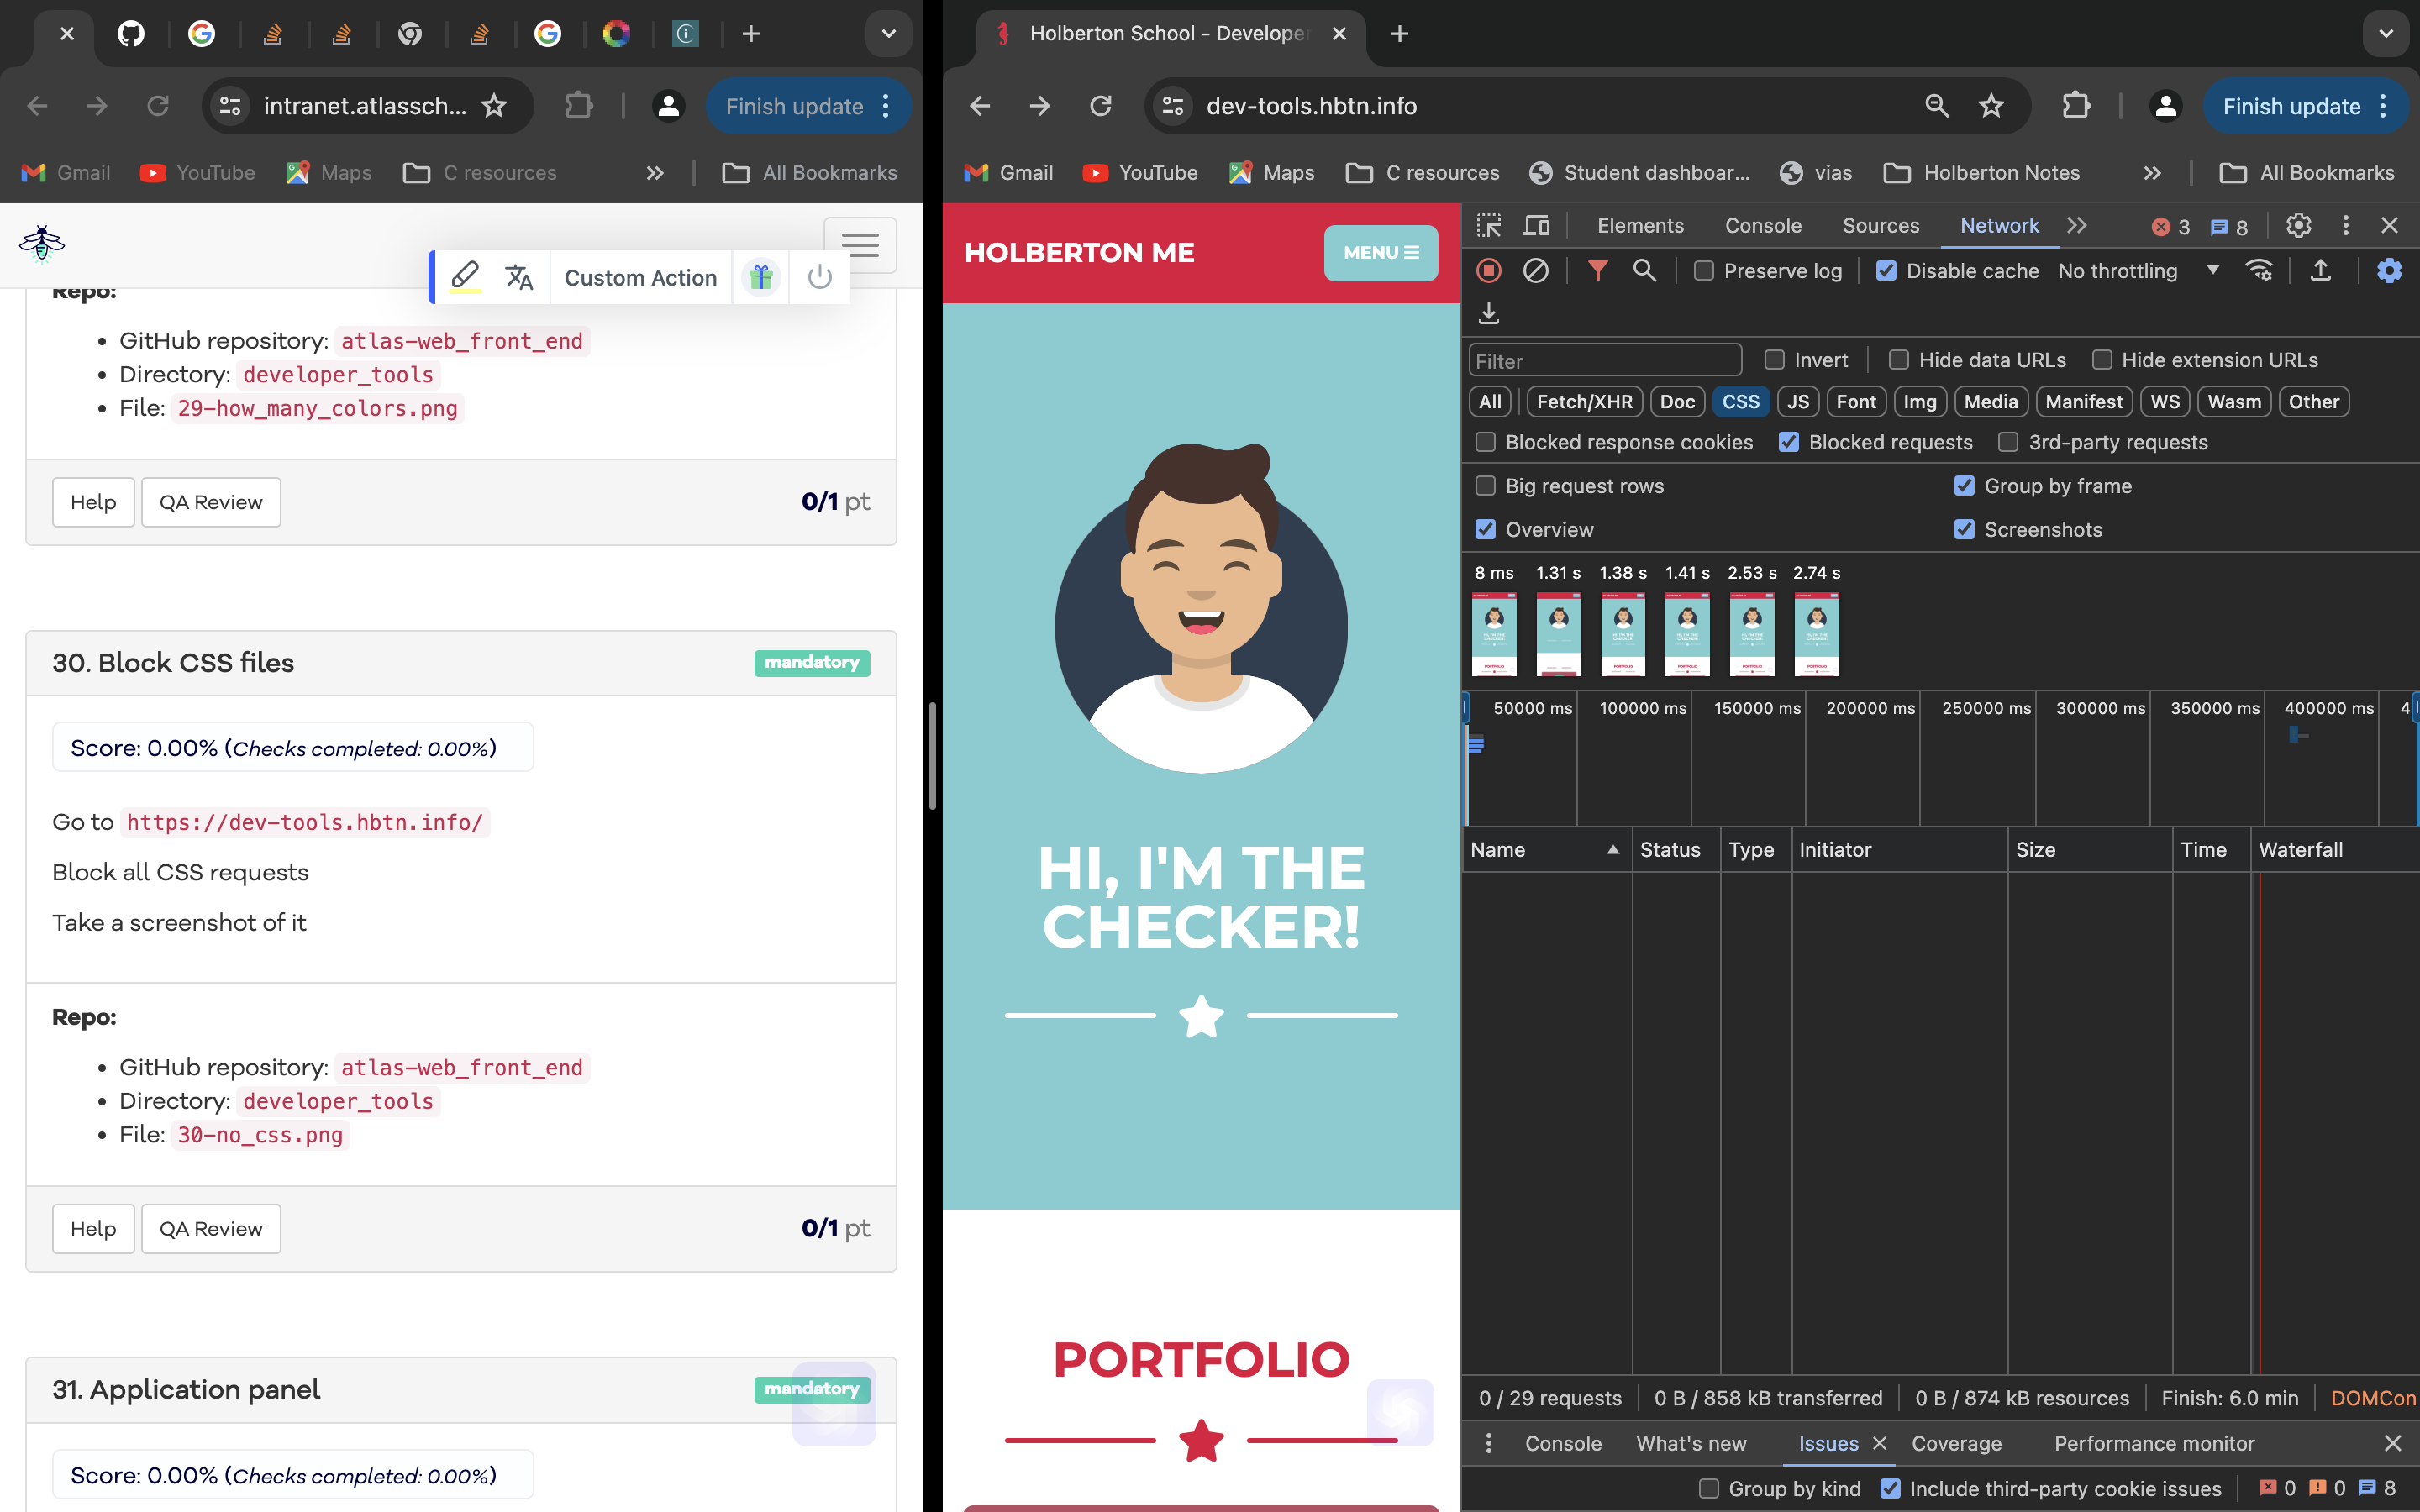 intranet.atlassch...
Finish update
Gmail
YouTube
Maps
C resources
»
All Bookmarks
Repo:
Custom Action
GitHub repository: atlas-web_front_end
Directory: developer_tools
File: 29-how_many_colors.png
Help
QA Review
0/1 pt
30. Block CSS files
mandatory
Score: 0.00% (Checks completed: 0.00%)
Go to https://dev-tools.hbtn.info/
Block all CSS requests
Take a screenshot of it
Repo:
GitHub repository: atlas-web_front_end
Directory: developer_tools
File: 30-no_css.png
Help
QA Review
0/1 pt
31. Application panel
mandatory
Score: 0.00% (Checks completed: 0.00%)
Holberton School - Developer
dev-tools.hbtn.info
Finish update
Gmail
YouTube
Maps
C resources
Student dashboar...
vias
Holberton Notes
»
All Bookmarks
HOLBERTON ME
MENU
HI, I'M THE
CHECKER!
PORTFOLIO
Elements
Console
Sources
Network
3
8
Preserve log
Disable cache
No throttling
Filter
Invert
Hide data URLs
Hide extension URLs
All
Fetch/XHR
Doc
CSS
JS
Font
Img
Media
Manifest
WS
Wasm
Other
Blocked response cookies
Blocked requests
3rd-party requests
Big request rows
Group by frame
Overview
Screenshots
8 ms
1.31 s
1.38 s
1.41 s
2.53 s
2.74 s
50000 ms
100000 ms
150000 ms
200000 ms
250000 ms
300000 ms
350000 ms
400000 ms
4
Name
Status
Type
Initiator
Size
Time
Waterfall
0 / 29 requests
0 B / 858 kB transferred
0 B / 874 kB resources
Finish: 6.0 min
DOMCon
Console
What's new
Issues
Coverage
Performance monitor
Group by kind
Include third-party cookie issues
0
0
8